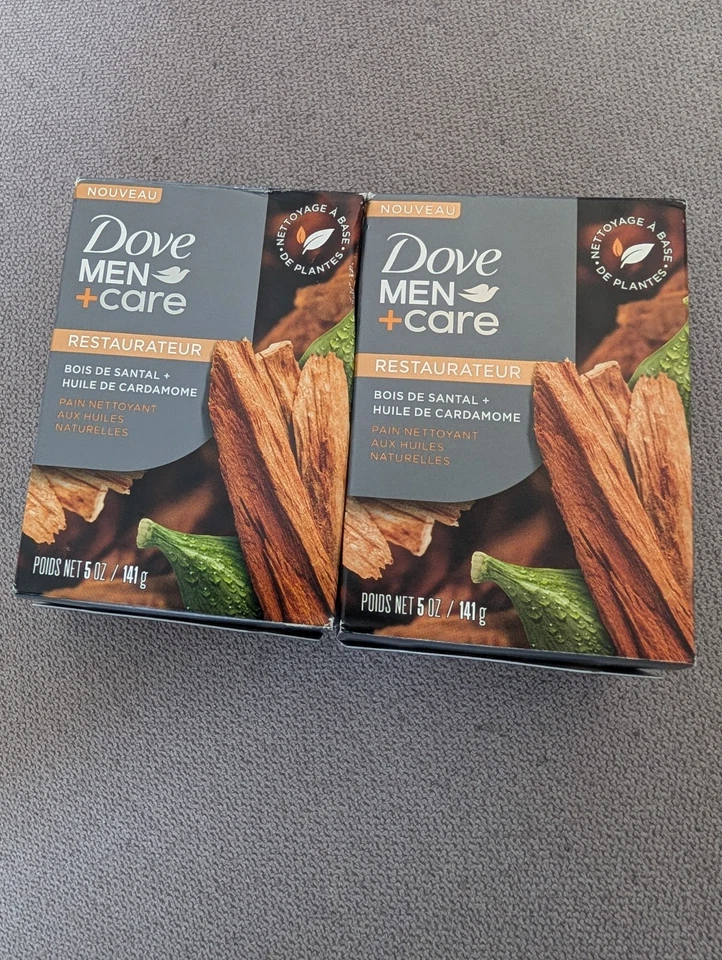 NOUVEAU
Dove
MEN
+care
NETTOYAGE À BASE
DE PLANTES
RESTAURATEUR
BOIS DE SANTAL +
HUILE DE CARDAMOME
PAIN NETTOYANT
AUX HUILES
NATURELLES
POIDS NET 5 OZ / 141 g
NOUVEAU
Dove
MEN
+care
NETTOYAGE À BASE
DE PLANTES
RESTAURATEUR
BOIS DE SANTAL +
HUILE DE CARDAMOME
PAIN NETTOYANT
AUX HUILES
NATURELLES
POIDS NET 5 OZ / 141 g